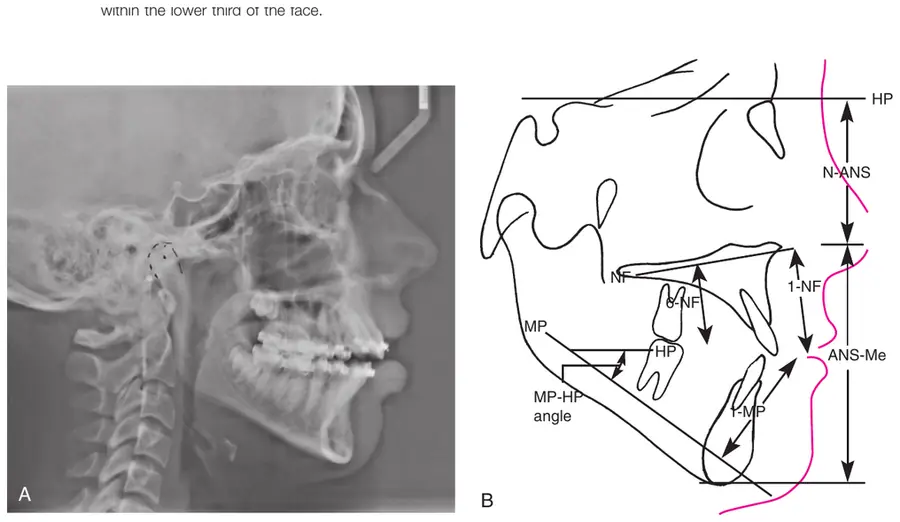 within the lower third of the face.
A
HP
N-ANS
NF
6-NF
1-NF
MP
HP
ANS-Me
MP-HP
angle
1-MP
B